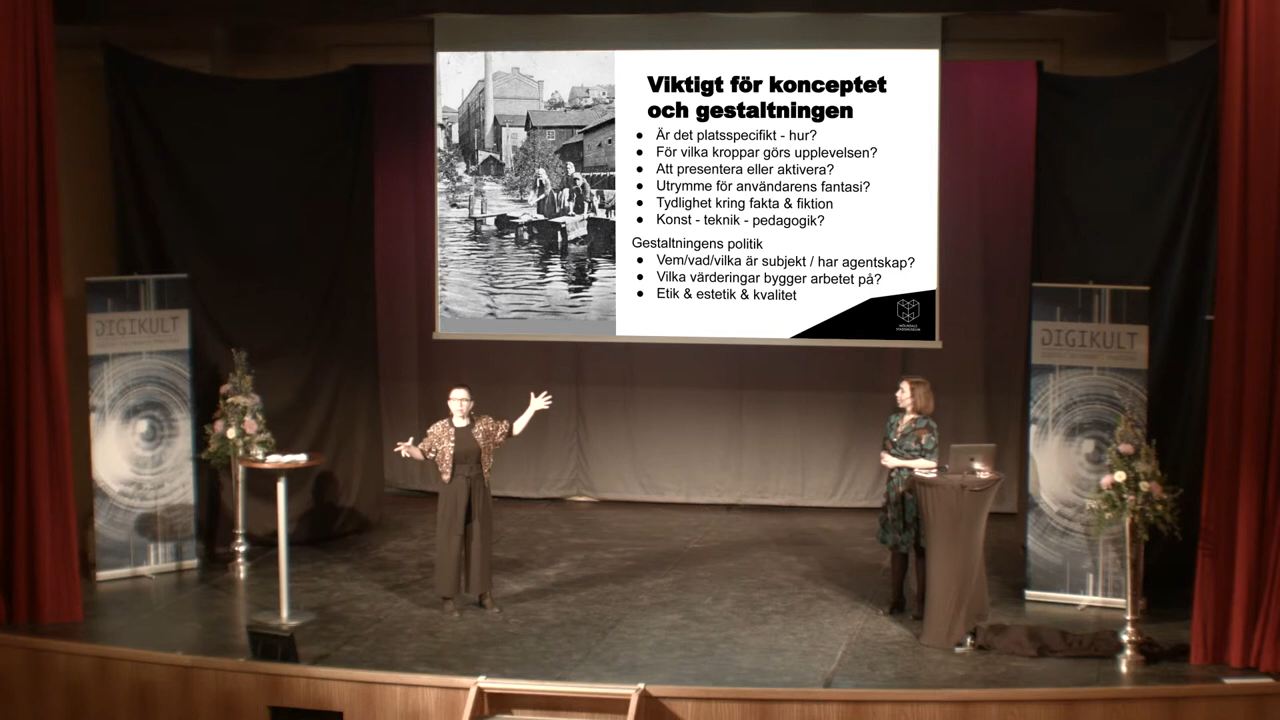 Viktigt för konceptet
och gestaltningen
● Är det platsspecifikt - hur?
● För vilka kroppar görs upplevelsen?
● Att presentera eller aktivera?
● Utrymme för användarens fantasi?
● Tydlighet kring fakta & fiktion
● Konst - teknik - pedagogik?
Gestaltningens politik
● Vem/vad/vilka är subjekt / har agentskap?
● Vilka värderingar bygger arbetet på?
● Etik & estetik & kvalitet
MÖLNDALS
STADSMUSEUM
DIGIKULT
DIGIKULT